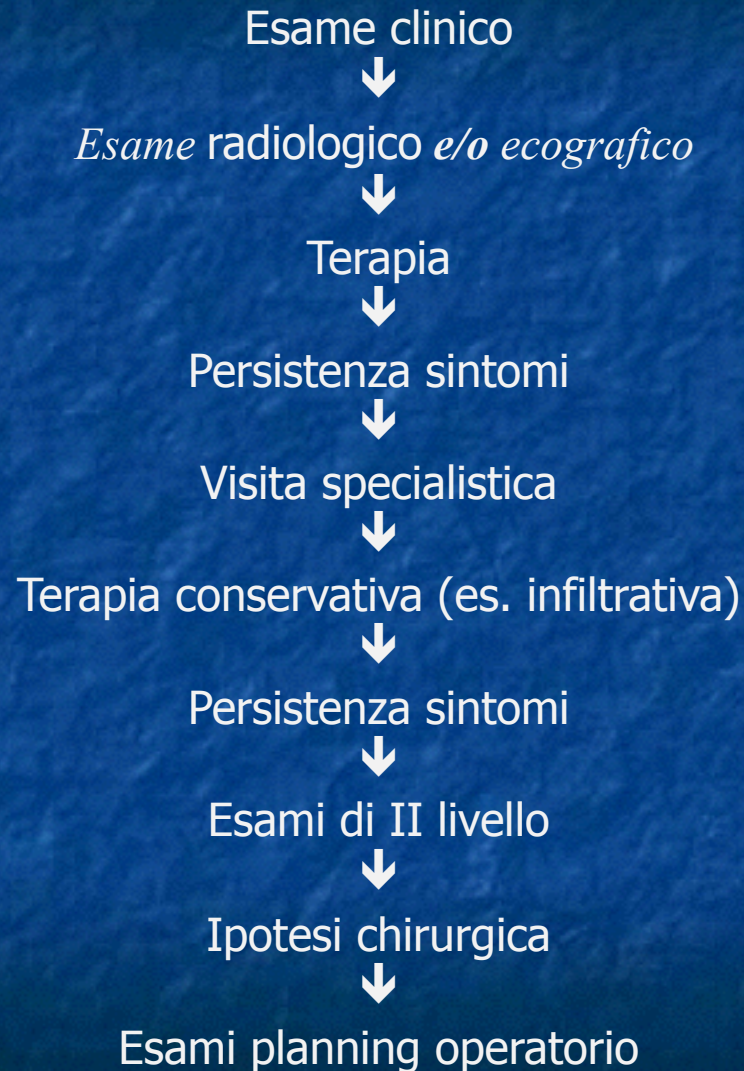 Esame clinico
Esame radiologico e/o ecografico
Terapia
Persistenza sintomi
Visita specialistica
Terapia conservativa (es. infiltrativa)
Persistenza sintomi
Esami di II livello
Ipotesi chirurgica
Esami planning operatorio